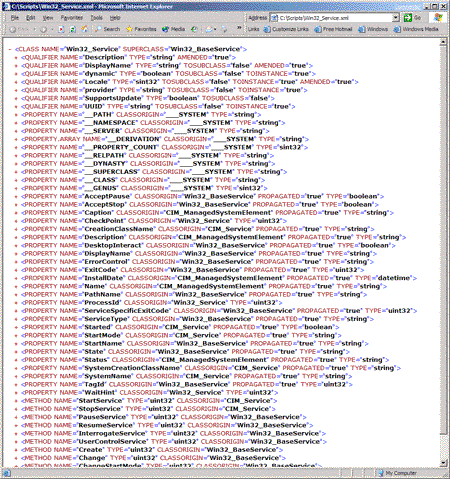 C:\Scripts\Win32_Service.xml - Microsoft Internet Explorer
File Edit View Favorites Tools Help
Address C:\Scripts\Win32_Service.xml Go Links Customize Links Free Hotmail Windows Windows Media
- <CLASS NAME="Win32_Service" SUPERCLASS="Win32_BaseService">
+ <QUALIFIER NAME="Description" TYPE="string" AMENDED="true">
+ <QUALIFIER NAME="DisplayName" TYPE="string" TOSUBCLASS="false" AMENDED="true">
+ <QUALIFIER NAME="dynamic" TYPE="boolean" TOSUBCLASS="false" TOINSTANCE="true">
+ <QUALIFIER NAME="Locale" TYPE="sint32" TOSUBCLASS="false" TOINSTANCE="true" AMENDED="true">
+ <QUALIFIER NAME="provider" TYPE="string" TOSUBCLASS="false" TOINSTANCE="true">
+ <QUALIFIER NAME="SupportsUpdate" TYPE="boolean" TOSUBCLASS="false">
+ <QUALIFIER NAME="UUID" TYPE="string" TOSUBCLASS="false" TOINSTANCE="true">
+ <PROPERTY NAME="__PATH" CLASSORIGIN="___SYSTEM" TYPE="string">
+ <PROPERTY NAME="__NAMESPACE" CLASSORIGIN="___SYSTEM" TYPE="string">
+ <PROPERTY NAME="__SERVER" CLASSORIGIN="___SYSTEM" TYPE="string">
+ <PROPERTY.ARRAY NAME="__DERIVATION" CLASSORIGIN="___SYSTEM" TYPE="string">
+ <PROPERTY NAME="__PROPERTY_COUNT" CLASSORIGIN="___SYSTEM" TYPE="sint32">
+ <PROPERTY NAME="__RELPATH" CLASSORIGIN="___SYSTEM" TYPE="string">
+ <PROPERTY NAME="__DYNASTY" CLASSORIGIN="___SYSTEM" TYPE="string">
+ <PROPERTY NAME="__SUPERCLASS" CLASSORIGIN="___SYSTEM" TYPE="string">
+ <PROPERTY NAME="__CLASS" CLASSORIGIN="___SYSTEM" TYPE="string">
+ <PROPERTY NAME="__GENUS" CLASSORIGIN="___SYSTEM" TYPE="sint32">
+ <PROPERTY NAME="AcceptPause" CLASSORIGIN="Win32_BaseService" PROPAGATED="true" TYPE="boolean">
+ <PROPERTY NAME="AcceptStop" CLASSORIGIN="Win32_BaseService" PROPAGATED="true" TYPE="boolean">
+ <PROPERTY NAME="Caption" CLASSORIGIN="CIM_ManagedSystemElement" PROPAGATED="true" TYPE="string">
+ <PROPERTY NAME="CheckPoint" CLASSORIGIN="Win32_Service" TYPE="uint32">
+ <PROPERTY NAME="CreationClassName" CLASSORIGIN="CIM_Service" PROPAGATED="true" TYPE="string">
+ <PROPERTY NAME="Description" CLASSORIGIN="CIM_ManagedSystemElement" PROPAGATED="true" TYPE="string">
+ <PROPERTY NAME="DesktopInteract" CLASSORIGIN="Win32_BaseService" PROPAGATED="true" TYPE="boolean">
+ <PROPERTY NAME="DisplayName" CLASSORIGIN="Win32_BaseService" PROPAGATED="true" TYPE="string">
+ <PROPERTY NAME="ErrorControl" CLASSORIGIN="Win32_BaseService" PROPAGATED="true" TYPE="string">
+ <PROPERTY NAME="ExitCode" CLASSORIGIN="Win32_BaseService" PROPAGATED="true" TYPE="uint32">
+ <PROPERTY NAME="InstallDate" CLASSORIGIN="CIM_ManagedSystemElement" PROPAGATED="true" TYPE="datetime">
+ <PROPERTY NAME="Name" CLASSORIGIN="CIM_ManagedSystemElement" PROPAGATED="true" TYPE="string">
+ <PROPERTY NAME="PathName" CLASSORIGIN="Win32_BaseService" PROPAGATED="true" TYPE="string">
+ <PROPERTY NAME="ProcessId" CLASSORIGIN="Win32_Service" TYPE="uint32">
+ <PROPERTY NAME="ServiceSpecificExitCode" CLASSORIGIN="Win32_BaseService" PROPAGATED="true" TYPE="uint32">
+ <PROPERTY NAME="ServiceType" CLASSORIGIN="Win32_BaseService" PROPAGATED="true" TYPE="string">
+ <PROPERTY NAME="Started" CLASSORIGIN="CIM_Service" PROPAGATED="true" TYPE="boolean">
+ <PROPERTY NAME="StartMode" CLASSORIGIN="CIM_Service" PROPAGATED="true" TYPE="string">
+ <PROPERTY NAME="StartName" CLASSORIGIN="Win32_BaseService" PROPAGATED="true" TYPE="string">
+ <PROPERTY NAME="State" CLASSORIGIN="Win32_BaseService" PROPAGATED="true" TYPE="string">
+ <PROPERTY NAME="Status" CLASSORIGIN="CIM_ManagedSystemElement" PROPAGATED="true" TYPE="string">
+ <PROPERTY NAME="SystemCreationClassName" CLASSORIGIN="CIM_Service" PROPAGATED="true" TYPE="string">
+ <PROPERTY NAME="SystemName" CLASSORIGIN="CIM_Service" PROPAGATED="true" TYPE="string">
+ <PROPERTY NAME="TagId" CLASSORIGIN="Win32_BaseService" PROPAGATED="true" TYPE="uint32">
+ <PROPERTY NAME="WaitHint" CLASSORIGIN="Win32_Service" TYPE="uint32">
+ <METHOD NAME="StartService" TYPE="uint32" CLASSORIGIN="CIM_Service">
+ <METHOD NAME="StopService" TYPE="uint32" CLASSORIGIN="CIM_Service">
+ <METHOD NAME="PauseService" TYPE="uint32" CLASSORIGIN="Win32_BaseService">
+ <METHOD NAME="ResumeService" TYPE="uint32" CLASSORIGIN="Win32_BaseService">
+ <METHOD NAME="InterrogateService" TYPE="uint32" CLASSORIGIN="Win32_BaseService">
+ <METHOD NAME="UserControlService" TYPE="uint32" CLASSORIGIN="Win32_BaseService">
+ <METHOD NAME="Create" TYPE="uint32" CLASSORIGIN="Win32_BaseService">
+ <METHOD NAME="Change" TYPE="uint32" CLASSORIGIN="Win32_BaseService">
+ <METHOD NAME="ChangeStartMode" TYPE="uint32" CLASSORIGIN="Win32_BaseService">
My Computer